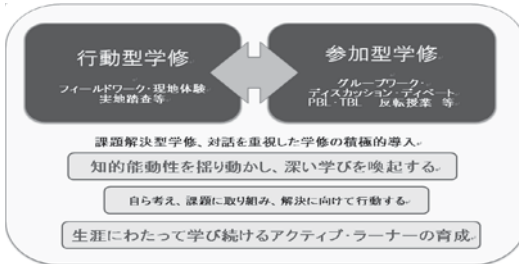 行動型学修
フィールドワーク・現地体験
実地踏査等
参加型学修
グループワーク・
ディスカッション・ディベート
PBL・TBL 反転授業 等
課題解決型学修、対話を重視した学修の積極的導入
知的能動性を揺り動かし、深い学びを喚起する
自ら考え、課題に取り組み、解決に向けて行動する
生涯にわたって学び続けるアクティブ・ラーナーの育成